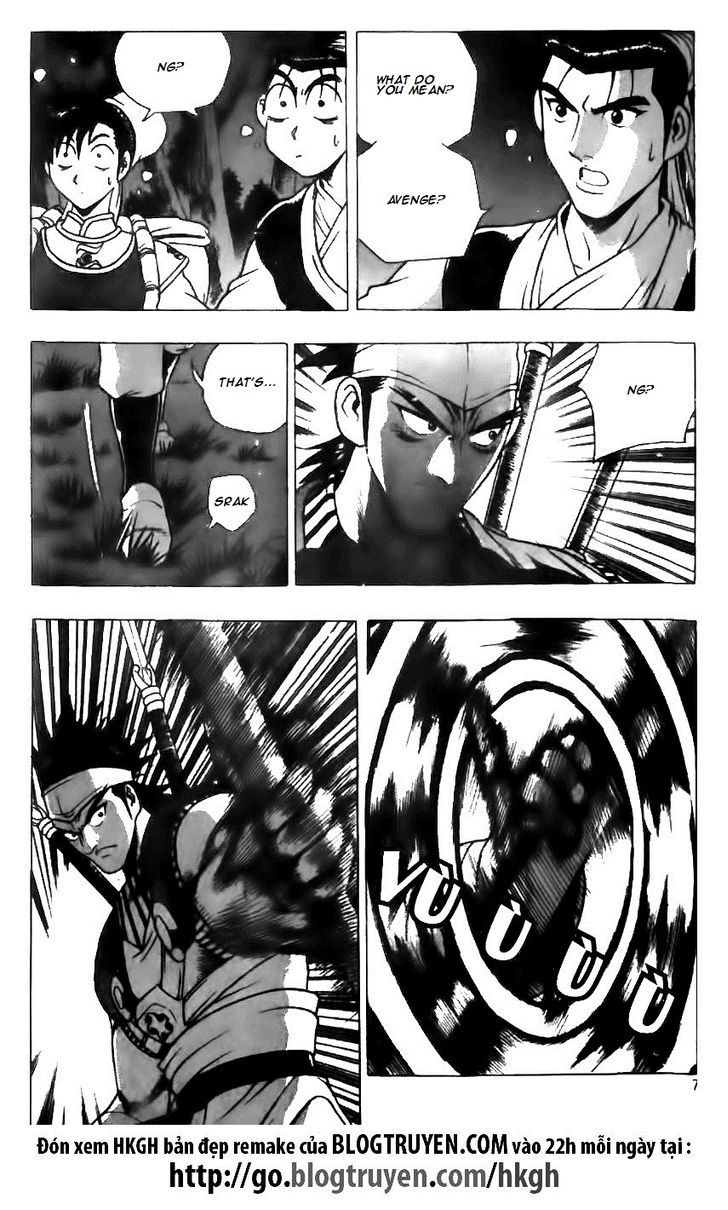 NG?
WHAT DO
YOU MEAN?
AVENGE?
THAT'S...
SRAK
NG?
VÙ Ù Ù Ù
7
Đón xem HKGH bản đẹp remake của BLOGTRUYEN.COM vào 22h mỗi ngày tại :
http://go.blogtruyen.com/hkgh